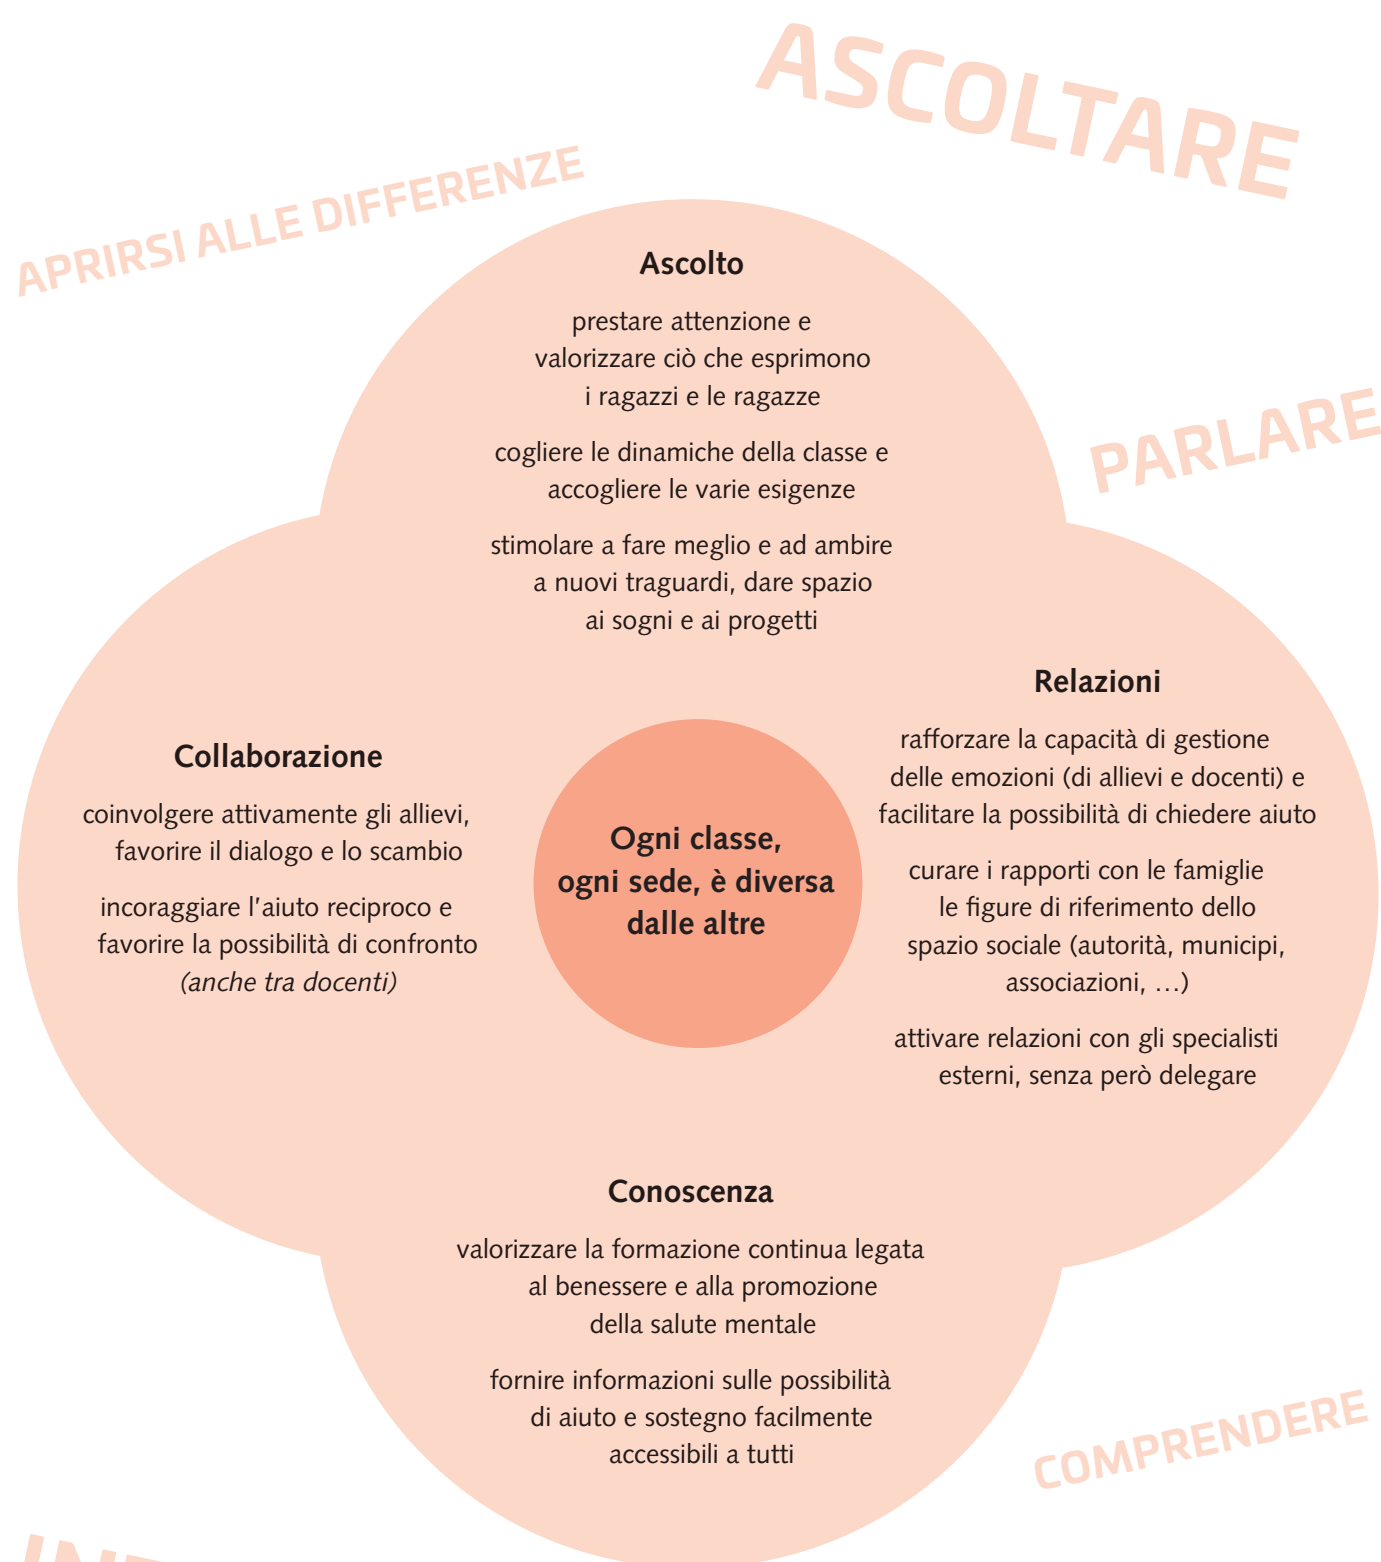 ASCOLTARE
APRIRSI ALLE DIFFERENZE
Ascolto
prestare attenzione e
valorizzare ciò che esprimono
i ragazzi e le ragazze
cogliere le dinamiche della classe e
accogliere le varie esigenze
stimolare a fare meglio e ad ambire
a nuovi traguardi, dare spazio
ai sogni e ai progetti
PARLARE
Collaborazione
coinvolgere attivamente gli allievi,
favorire il dialogo e lo scambio
incoraggiare l'aiuto reciproco e
favorire la possibilità di confronto
(anche tra docenti)
Ogni classe,
ogni sede, è diversa
dalle altre
Relazioni
rafforzare la capacità di gestione
delle emozioni (di allievi e docenti) e
facilitare la possibilità di chiedere aiuto
curare i rapporti con le famiglie
le figure di riferimento dello
spazio sociale (autorità, municipi,
associazioni, …)
attivare relazioni con gli specialisti
esterni, senza però delegare
Conoscenza
valorizzare la formazione continua legata
al benessere e alla promozione
della salute mentale
fornire informazioni sulle possibilità
di aiuto e sostegno facilmente
accessibili a tutti
COMPRENDERE